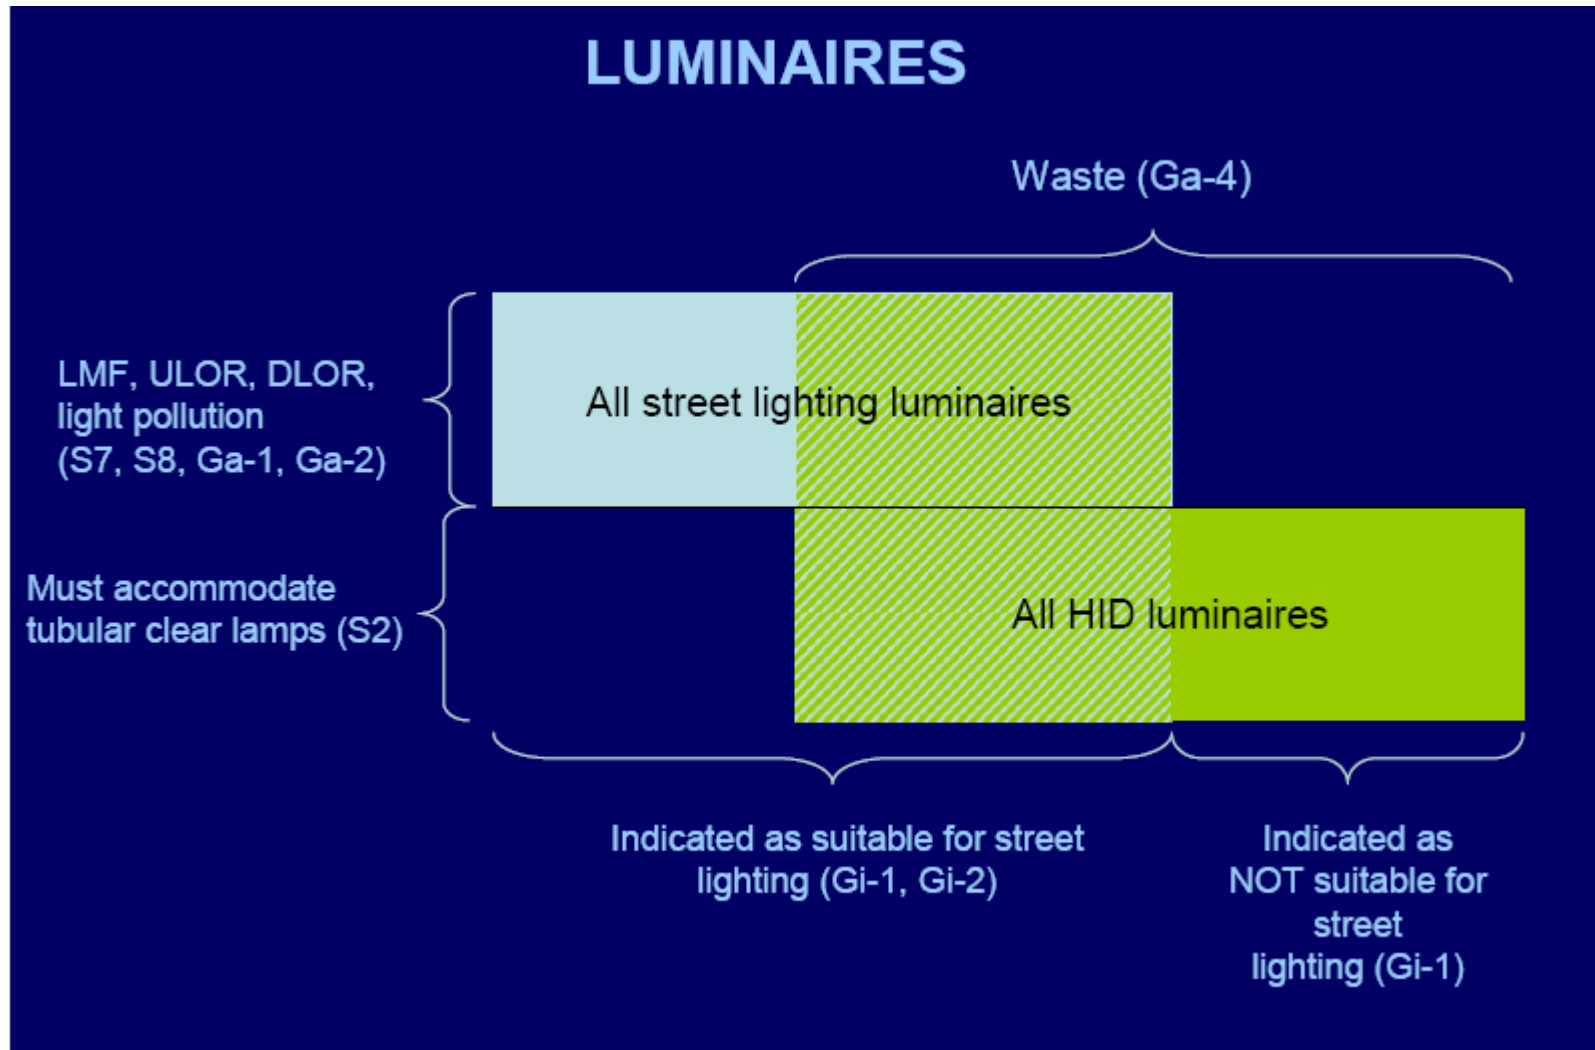 LUMINAIRES
Waste (Ga-4)
LMF, ULOR, DLOR,
light pollution
(S7, S8, Ga-1, Ga-2)
All street lighting luminaires
Must accommodate
tubular clear lamps (S2)
All HID luminaires
Indicated as suitable for street
lighting (Gi-1, Gi-2)
Indicated as
NOT suitable for
street
lighting (Gi-1)